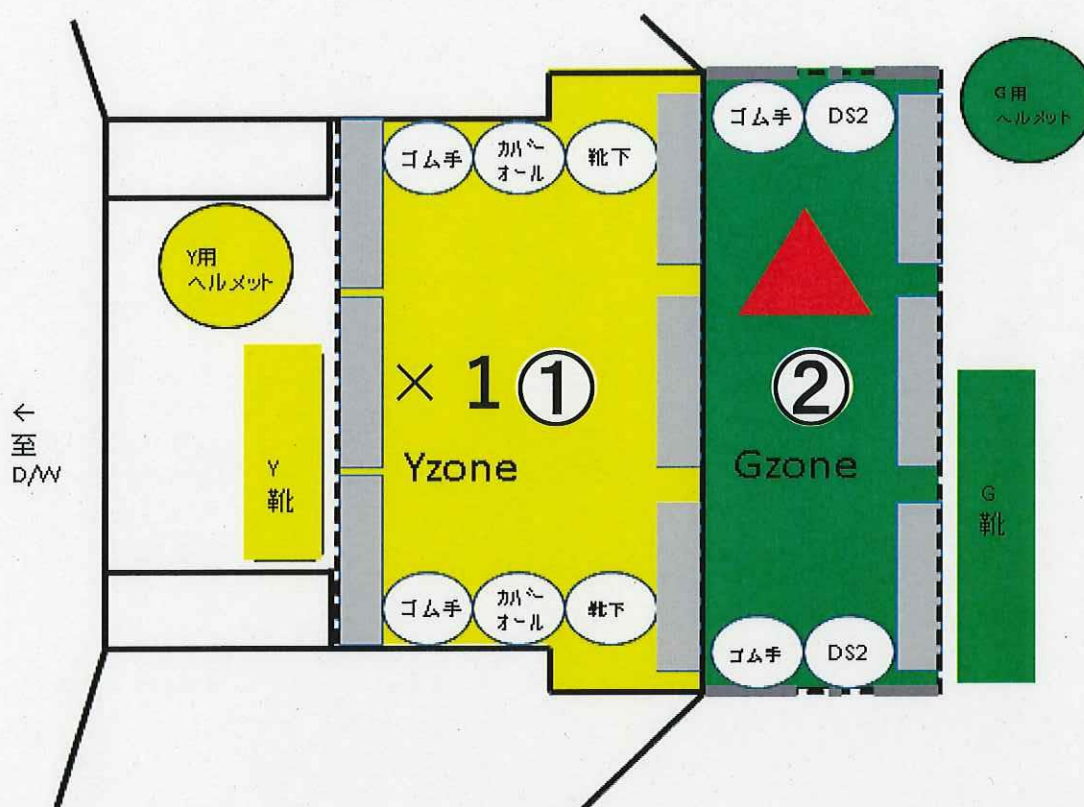 ゴム手
DS2
G用
ヘルメット
ゴム手
カバー
オール
靴下
Y用
ヘルメット
×1①
②
Yzone
Gzone
←
至
D/W
Y
靴
G
靴
ゴム手
カバー
オール
靴下
ゴム手
DS2